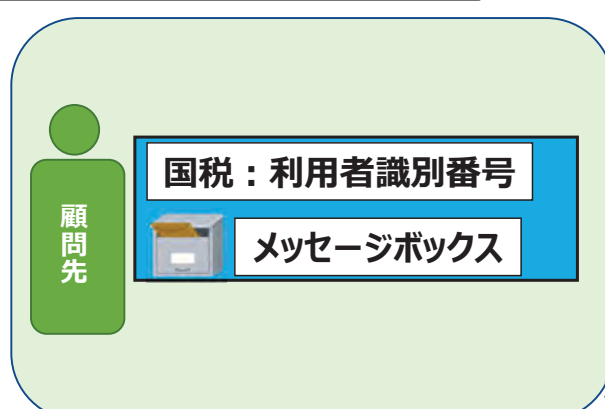 国税：利用者識別番号
メッセージボックス
顧問先